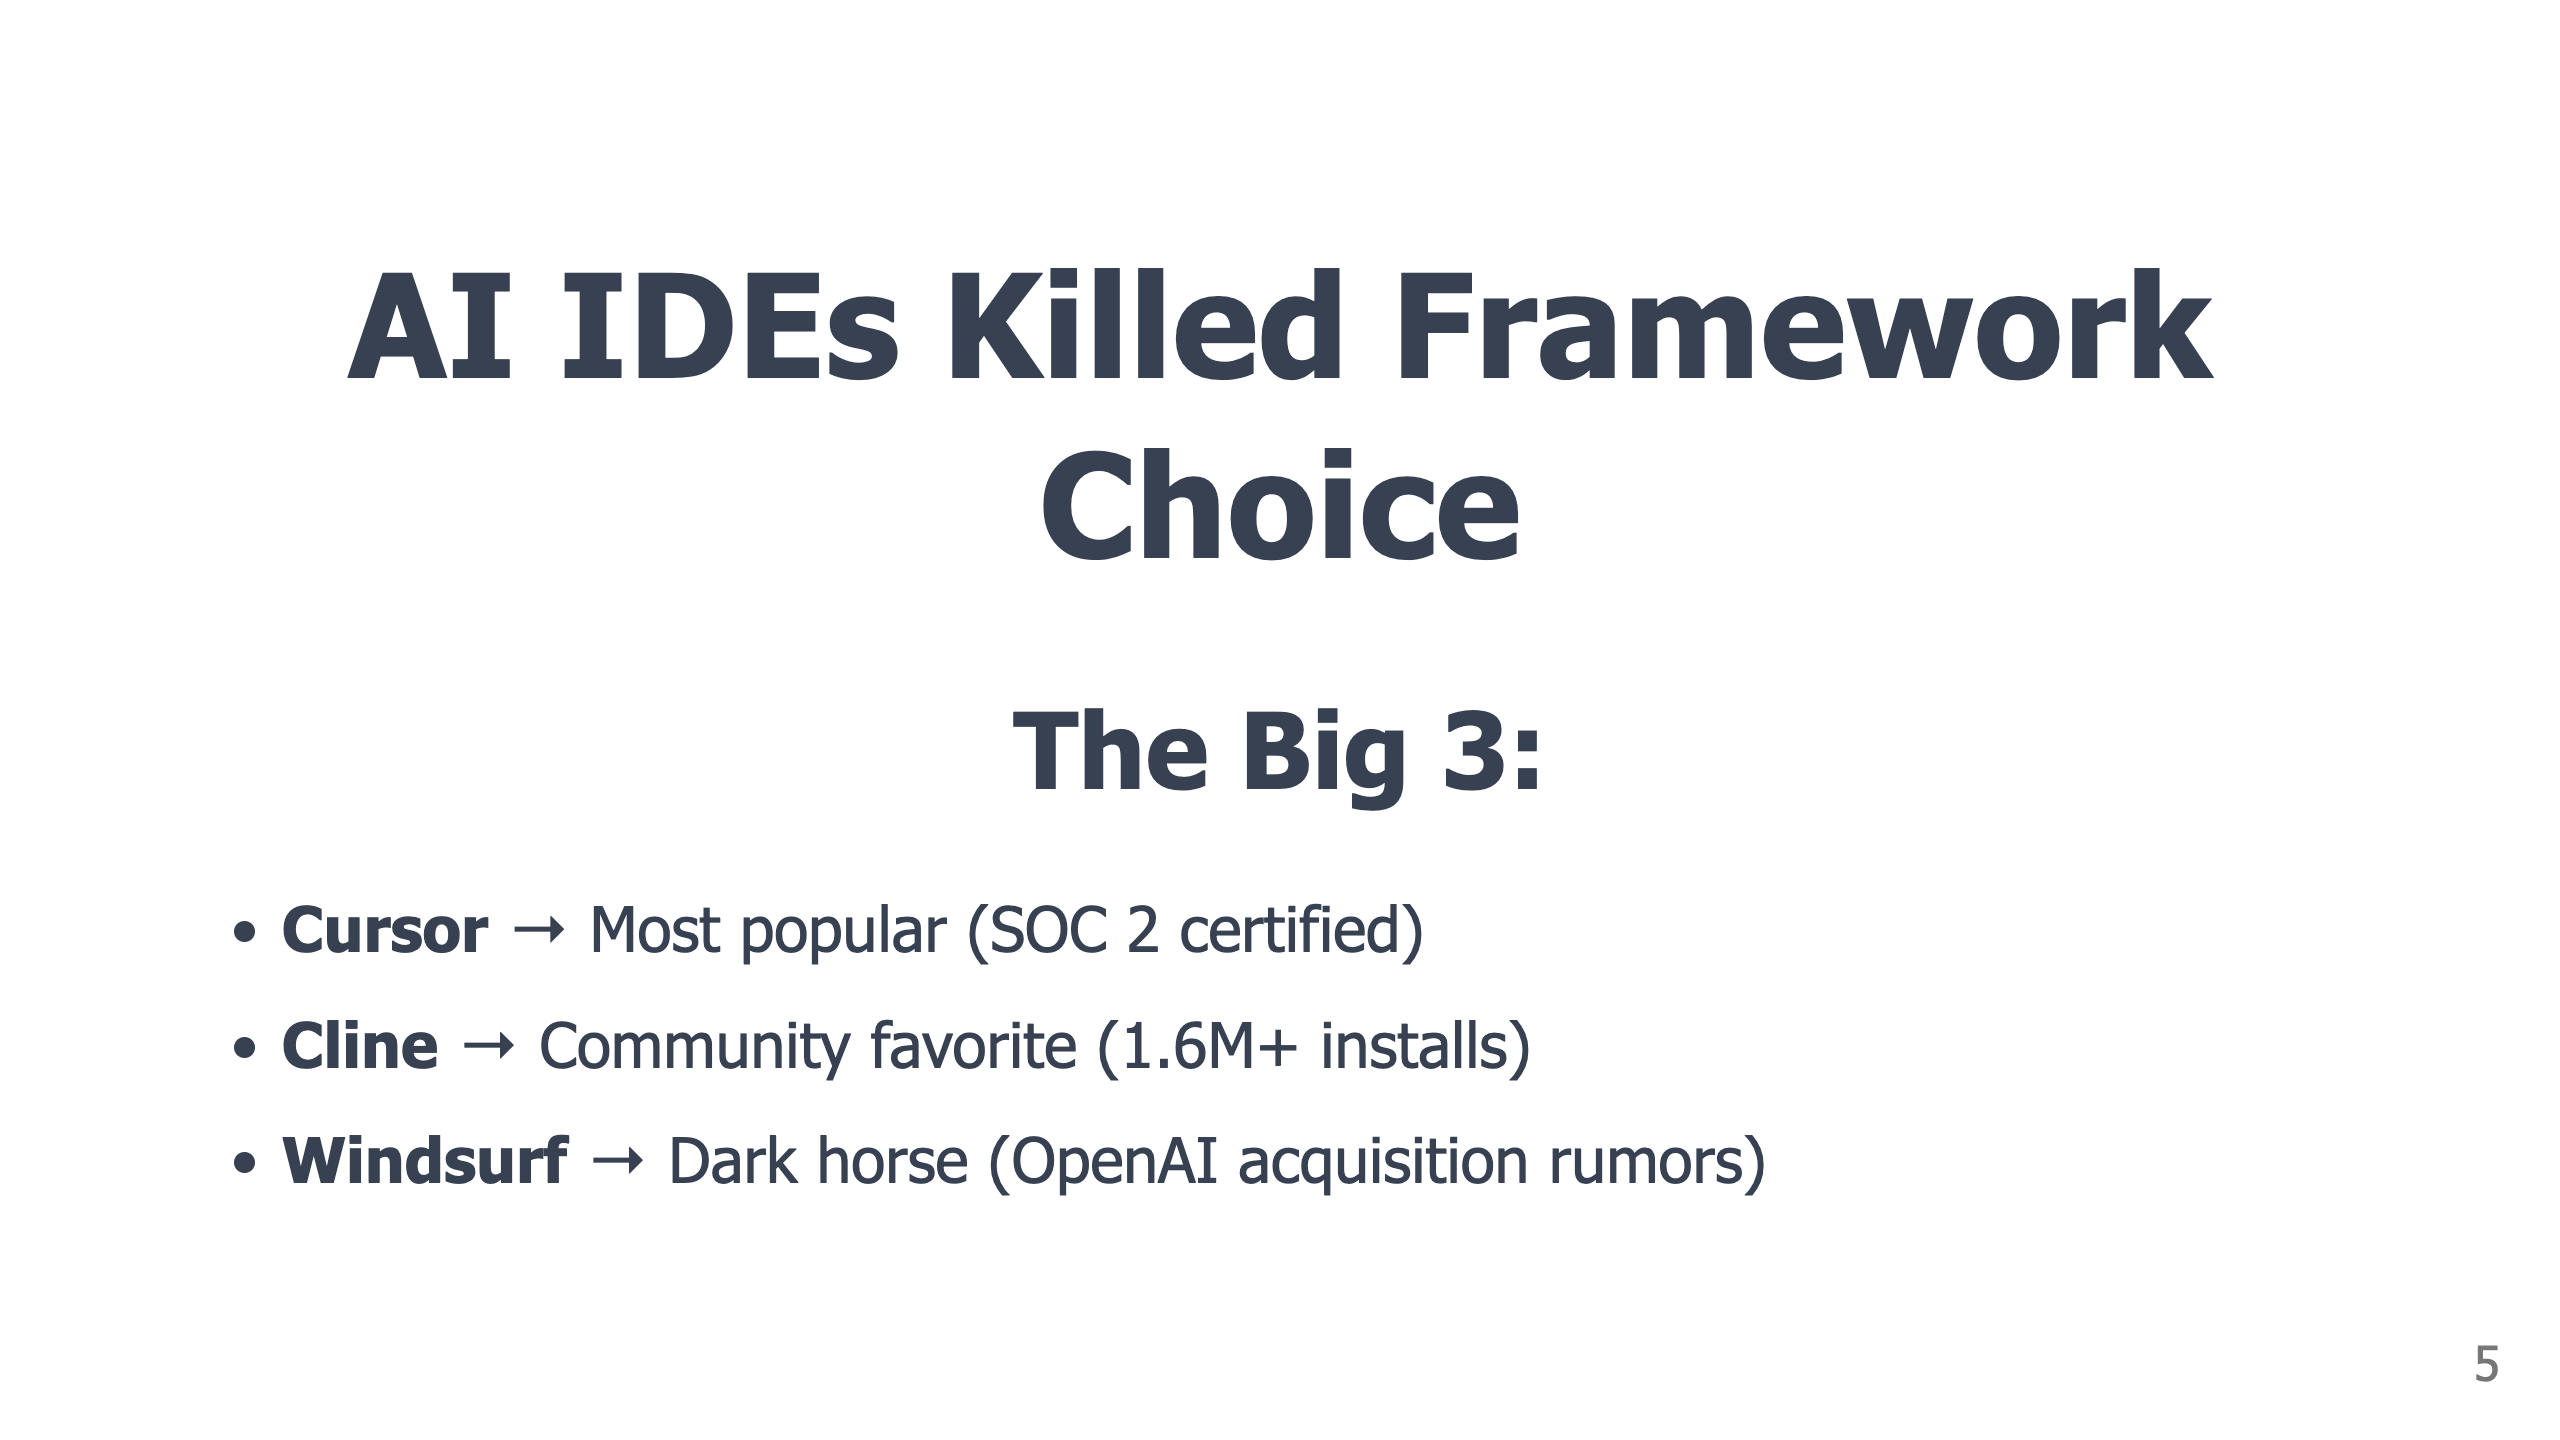 AI IDEs Killed Framework
Choice
The Big 3:
• Cursor → Most popular (SOC 2 certified)
• Cline → Community favorite (1.6M+ installs)
• Windsurf → Dark horse (OpenAI acquisition rumors)
5